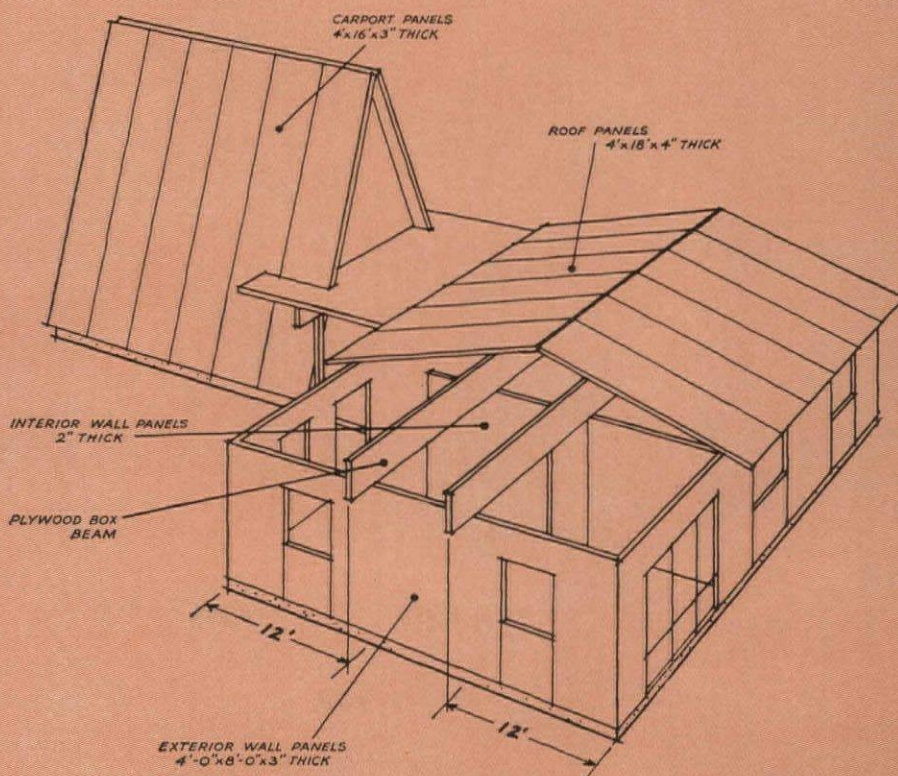 CARPORT PANELS
4'x16'x3" THICK
ROOF PANELS
4'x18'x4" THICK
INTERIOR WALL PANELS
2" THICK
PLYWOOD BOX
BEAM
12'
12'
EXTERIOR WALL PANELS
4'-0"x8'-0"x3" THICK